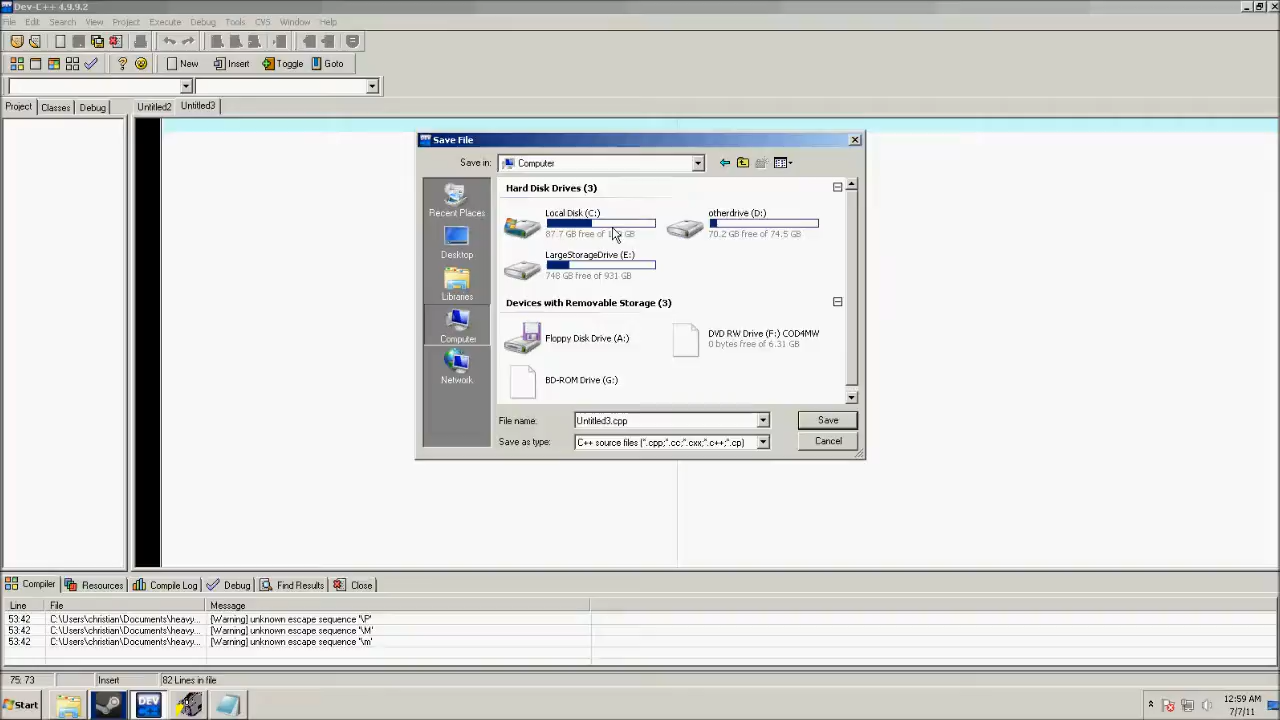 Dev-C++ 4.9.9.2
File Edit Search View Project Execute Debug Tools CVS Window Help
New Insert Toggle Goto
Project Classes Debug Untitled2 Untitled3
Save File
Save in: Computer
Recent Places
Desktop
Libraries
Computer
Network
Hard Disk Drives (3)
Local Disk (C:)
87.7 GB free of GB
otherdrive (D:)
70.2 GB free of 74.5 GB
LargeStorageDrive (E:)
748 GB free of 931 GB
Devices with Removable Storage (3)
Floppy Disk Drive (A:)
DVD RW Drive (F:) COD4MW
0 bytes free of 6.31 GB
BD-ROM Drive (G:)
File name: Untitled3.cpp Save
Save as type: C++ source files (*.cpp;*.cc;*.cxx;*.c++;*.cp) Cancel
Compiler Resources Compile Log Debug Find Results Close
Line File Message
53:42 C:\Users\christian\Documents\heavy... [Warning] unknown escape sequence '\P'
53:42 C:\Users\christian\Documents\heavy... [Warning] unknown escape sequence '\M'
53:42 C:\Users\christian\Documents\heavy... [Warning] unknown escape sequence '\m'
75: 73 Insert 82 Lines in file
Start DEV
12:59 AM
7/7/11